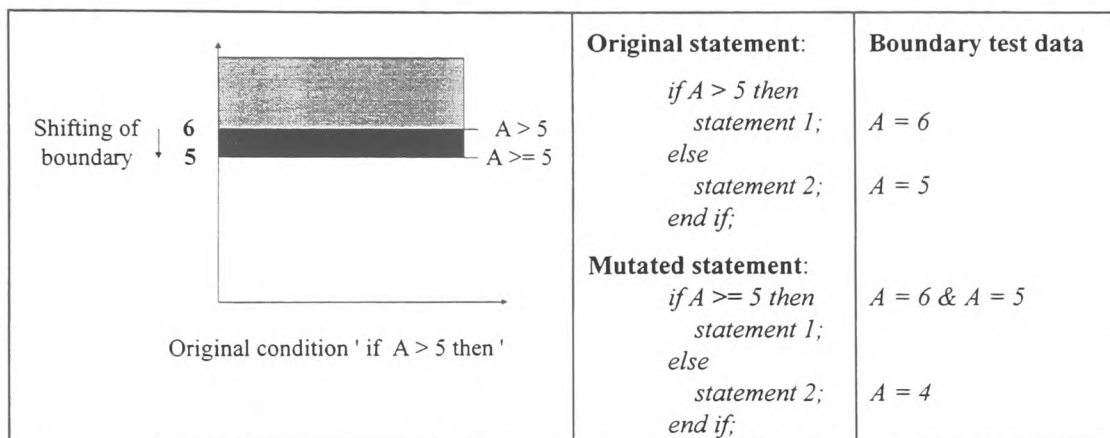 Shifting of
boundary
6
5
A > 5
A >= 5
Original condition ' if A > 5 then '
Original statement:
if A > 5 then
statement 1;
else
statement 2;
end if;
Mutated statement:
if A >= 5 then
statement 1;
else
statement 2;
end if;
Boundary test data
A = 6
A = 5
A = 6 & A = 5
A = 4